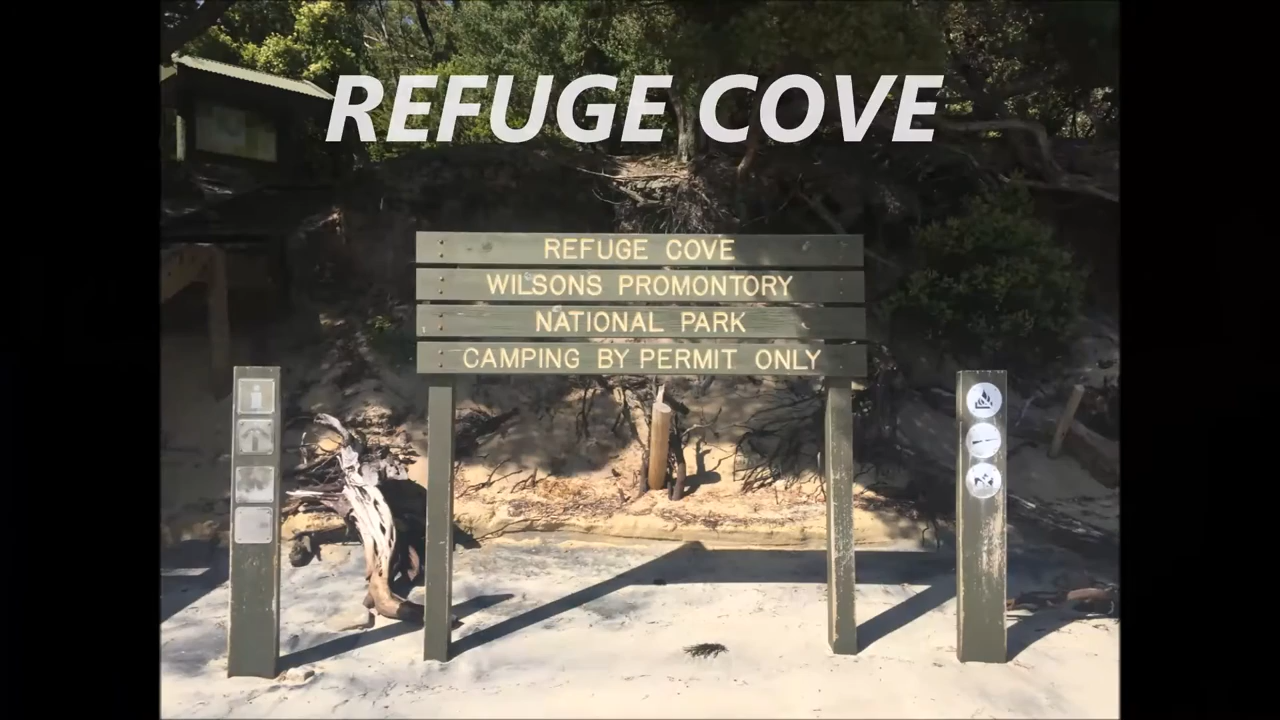 REFUGE COVE
REFUGE COVE
WILSONS PROMONTORY
NATIONAL PARK
CAMPING BY PERMIT ONLY